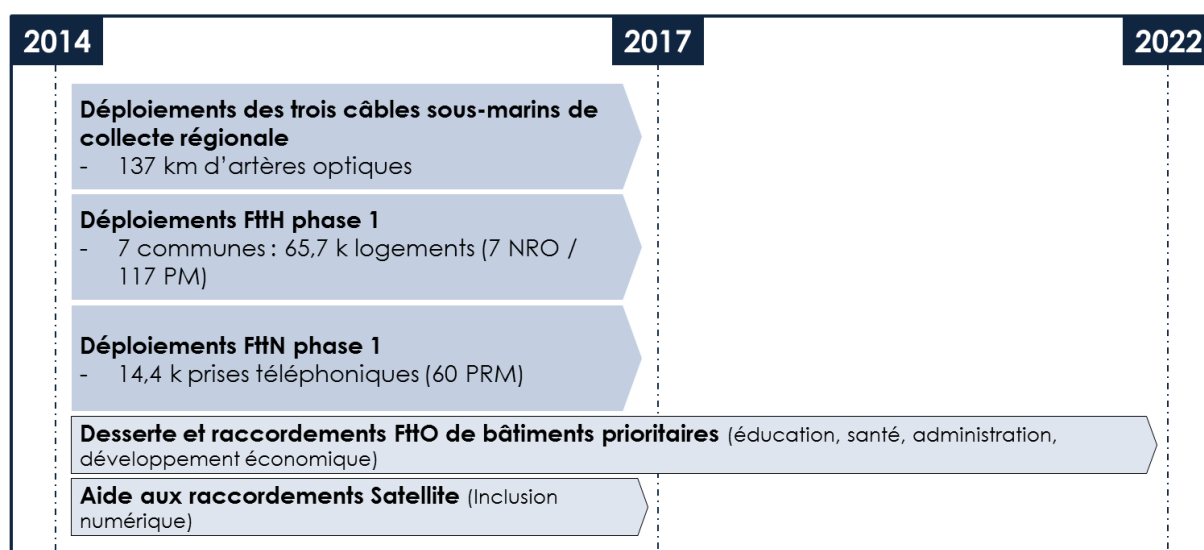 2014
2017
2022
Déploiements des trois câbles sous-marins de
collecte régionale
- 137 km d'artères optiques
Déploiements FttH phase 1
- 7 communes : 65,7 k logements (7 NRO /
117 PM)
Déploiements FttN phase 1
- 14,4 k prises téléphoniques (60 PRM)
Desserte et raccordements FttO de bâtiments prioritaires (éducation, santé, administration,
développement économique)
Aide aux raccordements Satellite (Inclusion
numérique)